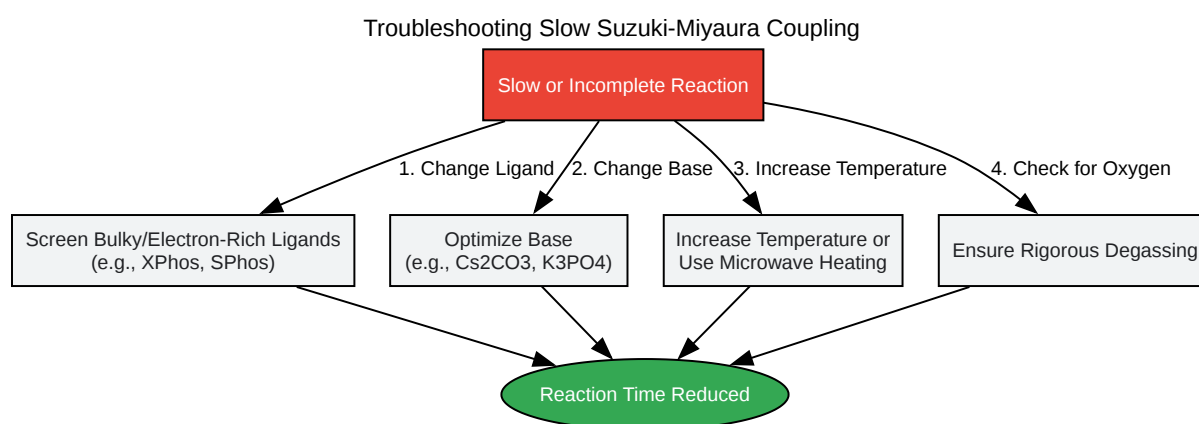 Troubleshooting Slow Suzuki-Miyaura Coupling
Slow or Incomplete Reaction
1. Change Ligand
2. Change Base
3. Increase Temperature
4. Check for Oxygen
Screen Bulky/Electron-Rich Ligands
(e.g., XPhos, SPhos)
Optimize Base
(e.g., Cs2CO3, K3PO4)
Increase Temperature or
Use Microwave Heating
Ensure Rigorous Degassing
Reaction Time Reduced